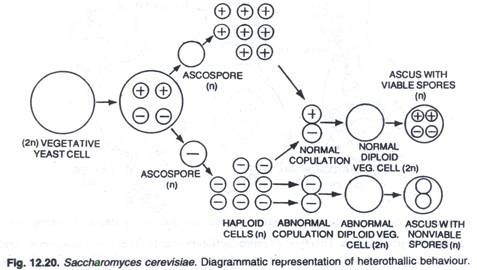 + + +
+ + + +
+ +
ASCOSPORE
(n)
+ +
- -
(2n) VEGETATIVE
YEAST CELL
-
ASCOSPORE
(n)
- - -
- - -
- - -
HAPLOID
CELLS (n)
+
-
NORMAL
COPULATION
NORMAL
DIPLOID
VEG. CELL (2n)
ASCUS WITH
VIABLE SPORES
(n)
+ +
- -
-
-
ABNORMAL
COPULATION
ABNORMAL
DIPLOID VEG.
CELL (2n)
ASCUS WITH
NONVIABLE
SPORES (n)
Fig. 12.20. Saccharomyces cerevisiae. Diagrammatic representation of heterothallic behaviour.